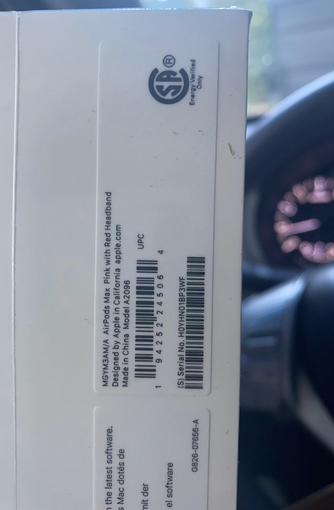 MGYM3AM/A AirPods Max Pink with Red Headband
Designed by Apple in California apple.com
Made in China Model A2096
UPC
1 94252 24506 4
(S) Serial No. H0YHN01BP3WF
SA®
Energy Verified
Only
n the latest software.
s Mac dotés de
mit der
el software
G826-07656-A